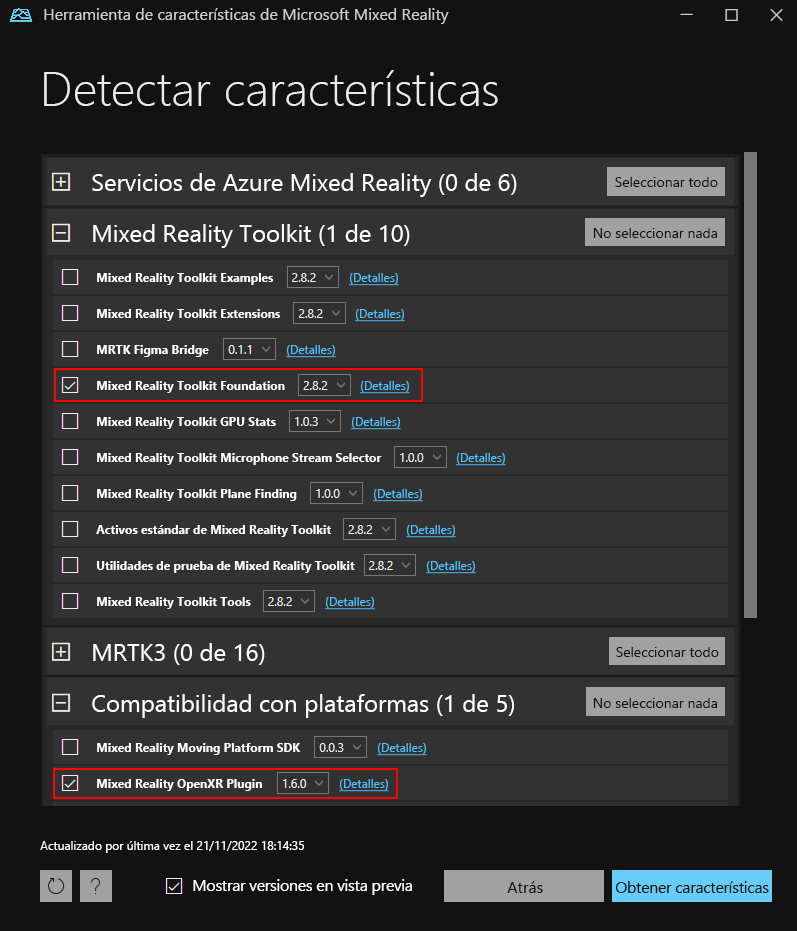 Herramienta de características de Microsoft Mixed Reality
Detectar características
Servicios de Azure Mixed Reality (0 de 6) Seleccionar todo
Mixed Reality Toolkit (1 de 10) No seleccionar nada
Mixed Reality Toolkit Examples 2.8.2 (Detalles)
Mixed Reality Toolkit Extensions 2.8.2 (Detalles)
MRTK Figma Bridge 0.1.1 (Detalles)
Mixed Reality Toolkit Foundation 2.8.2 (Detalles)
Mixed Reality Toolkit GPU Stats 1.0.3 (Detalles)
Mixed Reality Toolkit Microphone Stream Selector 1.0.0 (Detalles)
Mixed Reality Toolkit Plane Finding 1.0.0 (Detalles)
Activos estándar de Mixed Reality Toolkit 2.8.2 (Detalles)
Utilidades de prueba de Mixed Reality Toolkit 2.8.2 (Detalles)
Mixed Reality Toolkit Tools 2.8.2 (Detalles)
MRTK3 (0 de 16) Seleccionar todo
Compatibilidad con plataformas (1 de 5) No seleccionar nada
Mixed Reality Moving Platform SDK 0.0.3 (Detalles)
Mixed Reality OpenXR Plugin 1.6.0 (Detalles)
Actualizado por última vez el 21/11/2022 18:14:35
? Mostrar versiones en vista previa Atrás Obtener características